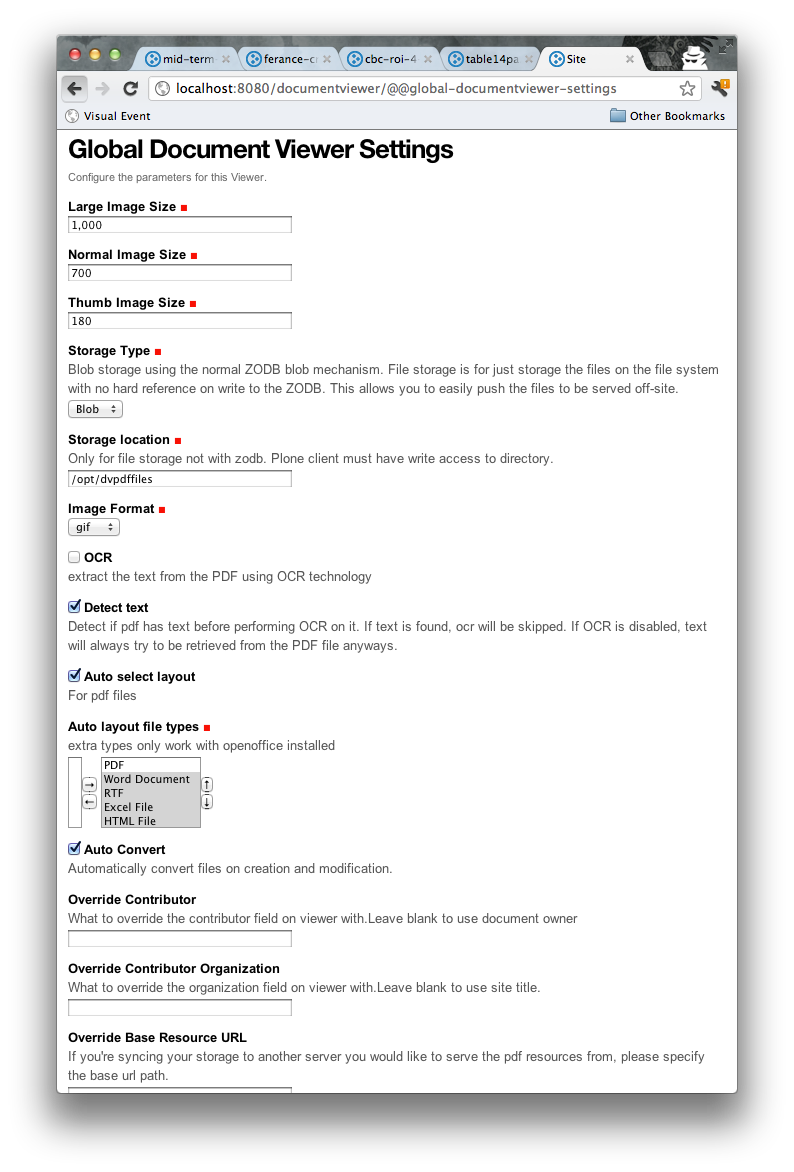 mid-term
ferance-c
cbc-roi-4
table14pa
Site
localhost:8080/documentviewer/@@global-documentviewer-settings
Visual Event
Other Bookmarks
Global Document Viewer Settings
Configure the parameters for this Viewer.
Large Image Size
1,000
Normal Image Size
700
Thumb Image Size
180
Storage Type
Blob storage using the normal ZODB blob mechanism. File storage is for just storage the files on the file system
with no hard reference on write to the ZODB. This allows you to easily push the files to be served off-site.
Blob
Storage location
Only for file storage not with zodb. Plone client must have write access to directory.
/opt/dvpdffiles
Image Format
gif
OCR
extract the text from the PDF using OCR technology
Detect text
Detect if pdf has text before performing OCR on it. If text is found, ocr will be skipped. If OCR is disabled, text
will always try to be retrieved from the PDF file anyways.
Auto select layout
For pdf files
Auto layout file types
extra types only work with openoffice installed
PDF
Word Document
RTF
Excel File
HTML File
Auto Convert
Automatically convert files on creation and modification.
Override Contributor
What to override the contributor field on viewer with.Leave blank to use document owner
Override Contributor Organization
What to override the organization field on viewer with.Leave blank to use site title.
Override Base Resource URL
If you're syncing your storage to another server you would like to serve the pdf resources from, please specify
the base url path.